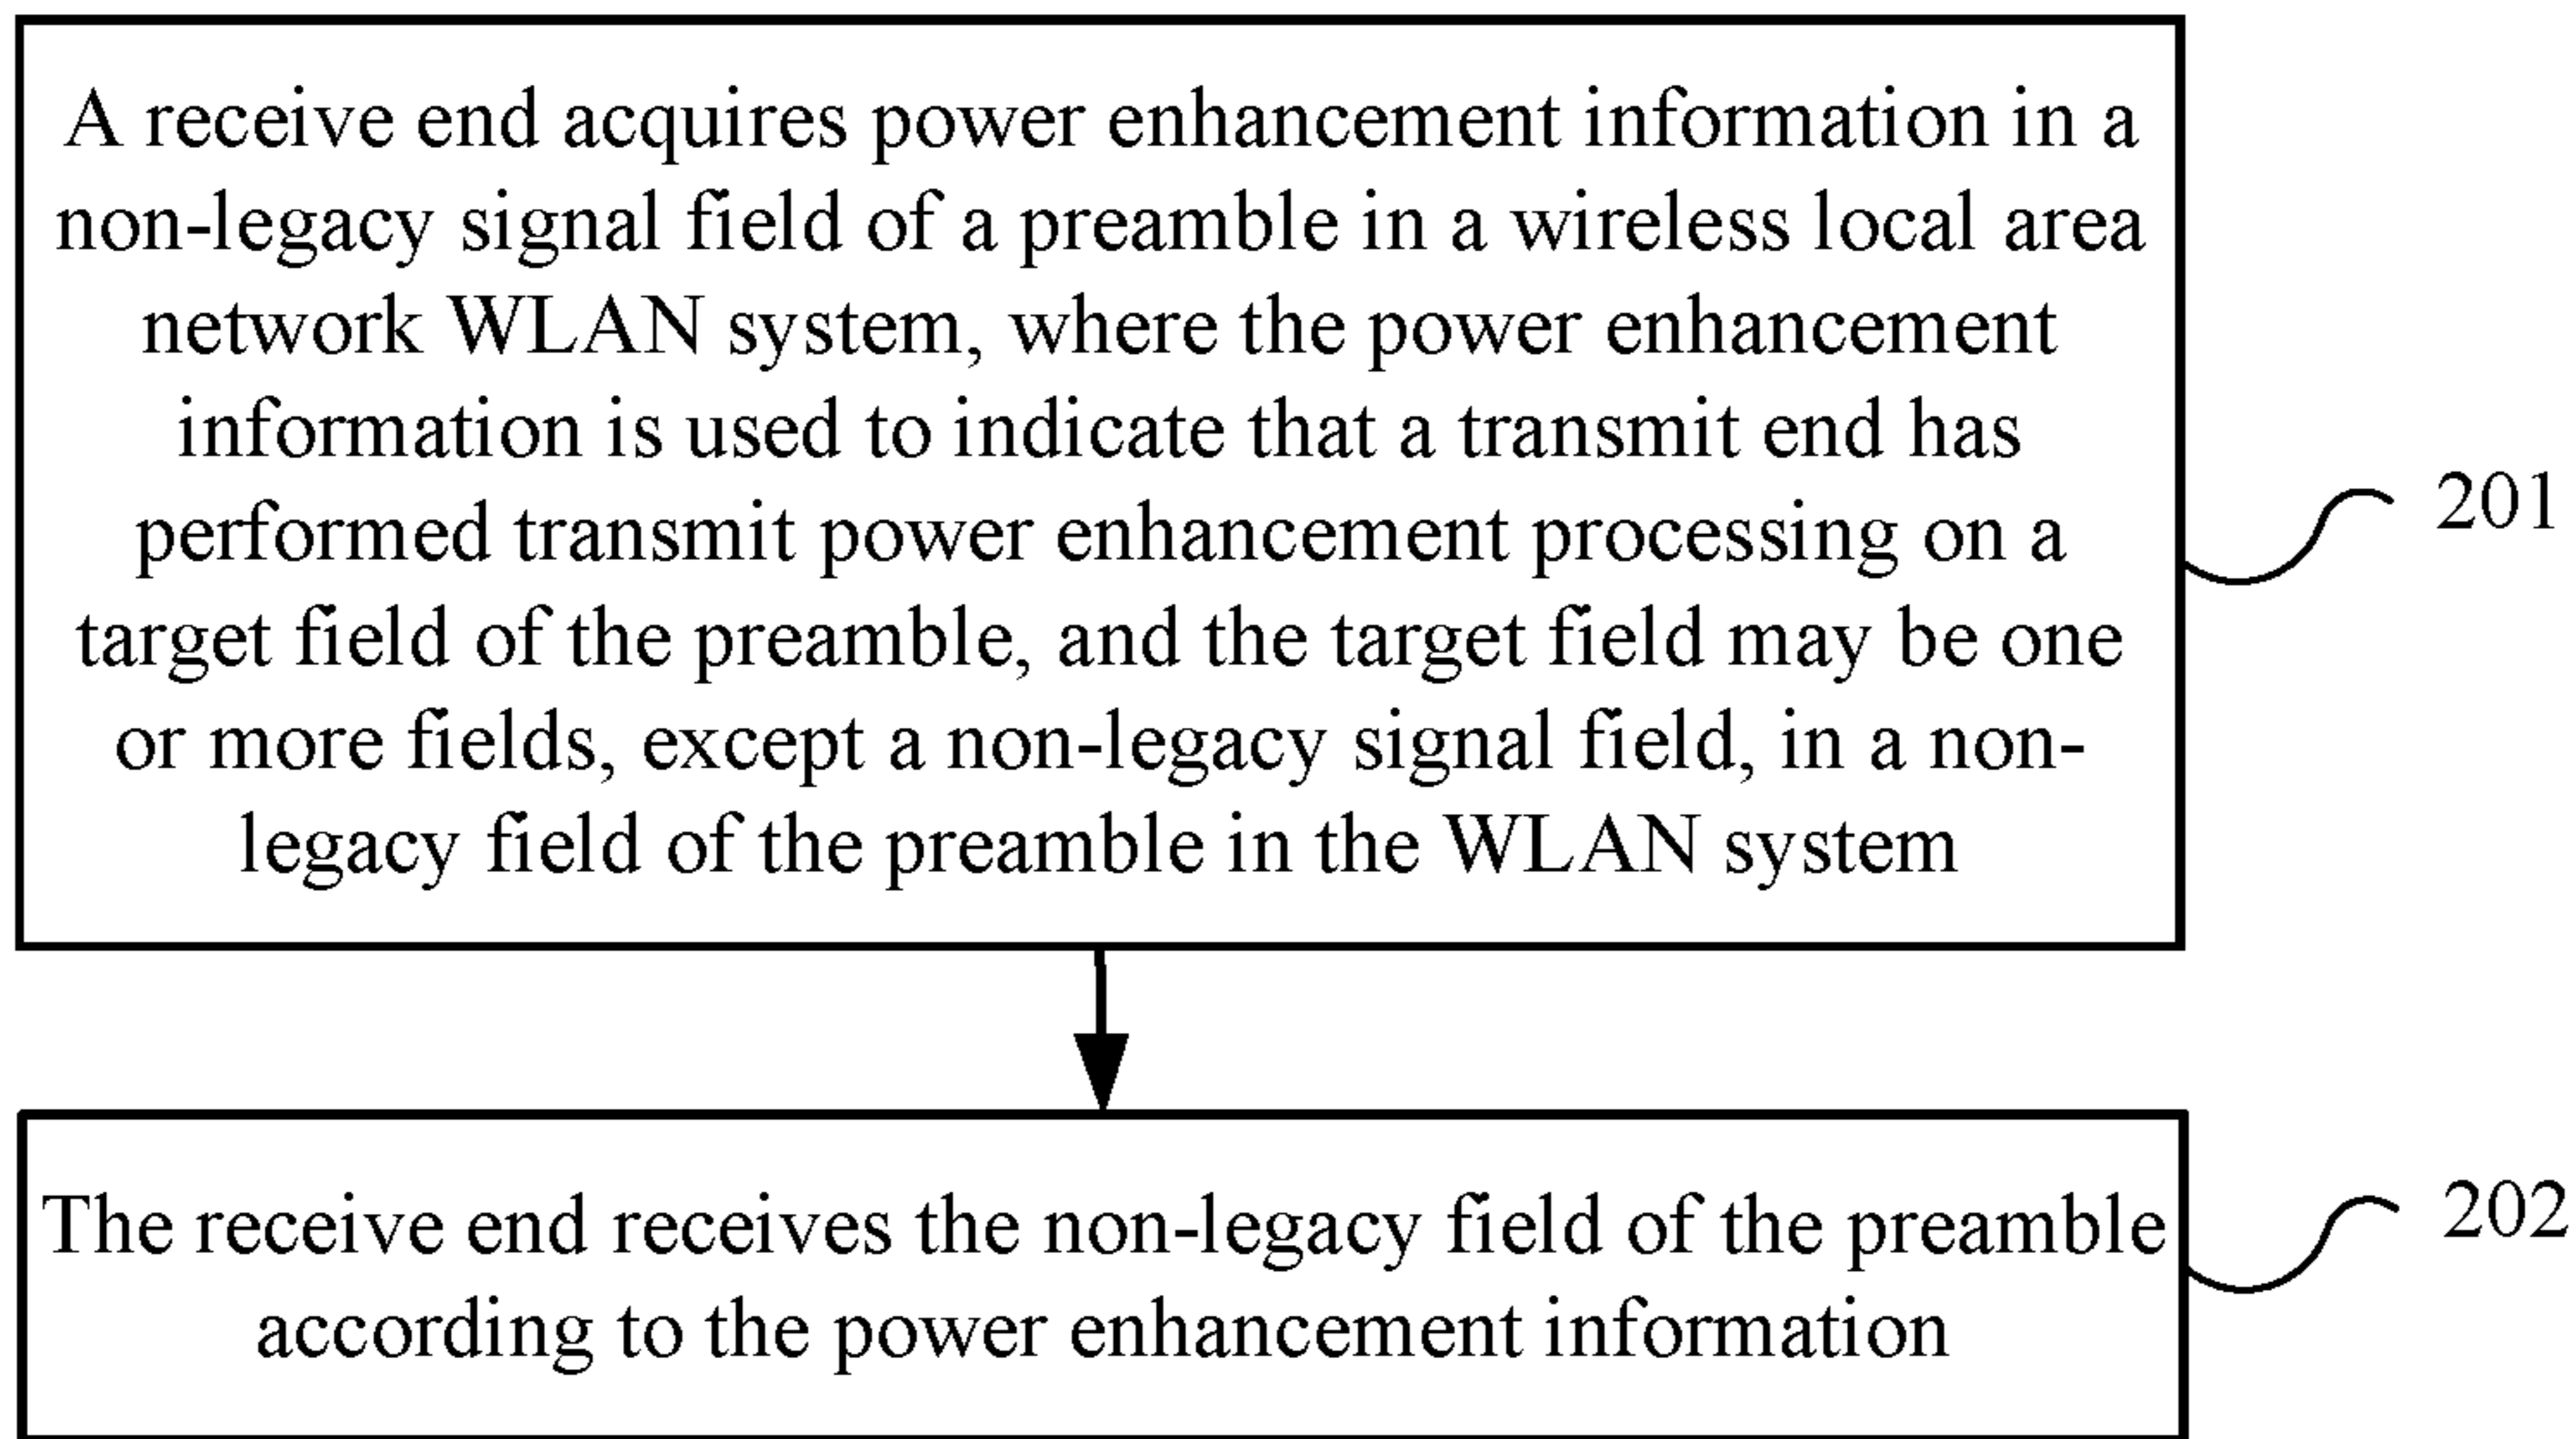 A receive end acquires power enhancement information in a
non-legacy signal field of a preamble in a wireless local area
network WLAN system, where the power enhancement
information is used to indicate that a transmit end has
performed transmit power enhancement processing on a
target field of the preamble, and the target field may be one
or more fields, except a non-legacy signal field, in a non-
legacy field of the preamble in the WLAN system
201
The receive end receives the non-legacy field of the preamble
according to the power enhancement information
202